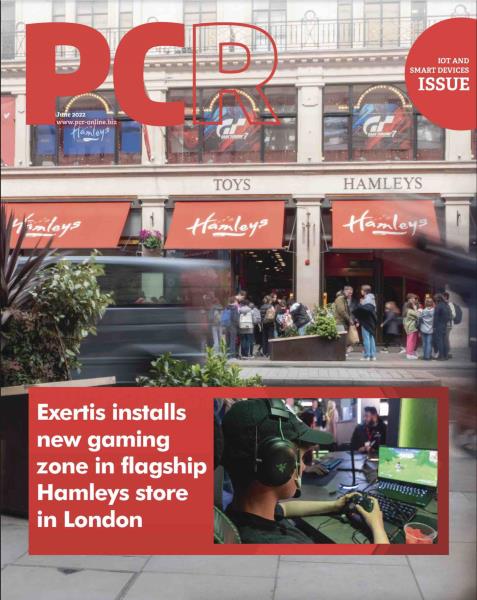 PCR
June 2022
www.pcr-online.biz
IOT AND
SMART DEVICES
ISSUE
Hamleys
TOYS
HAMLEYS
Hamleys
Hamleys
Hamleys
Exertis installs
new gaming
zone in flagship
Hamleys store
in London